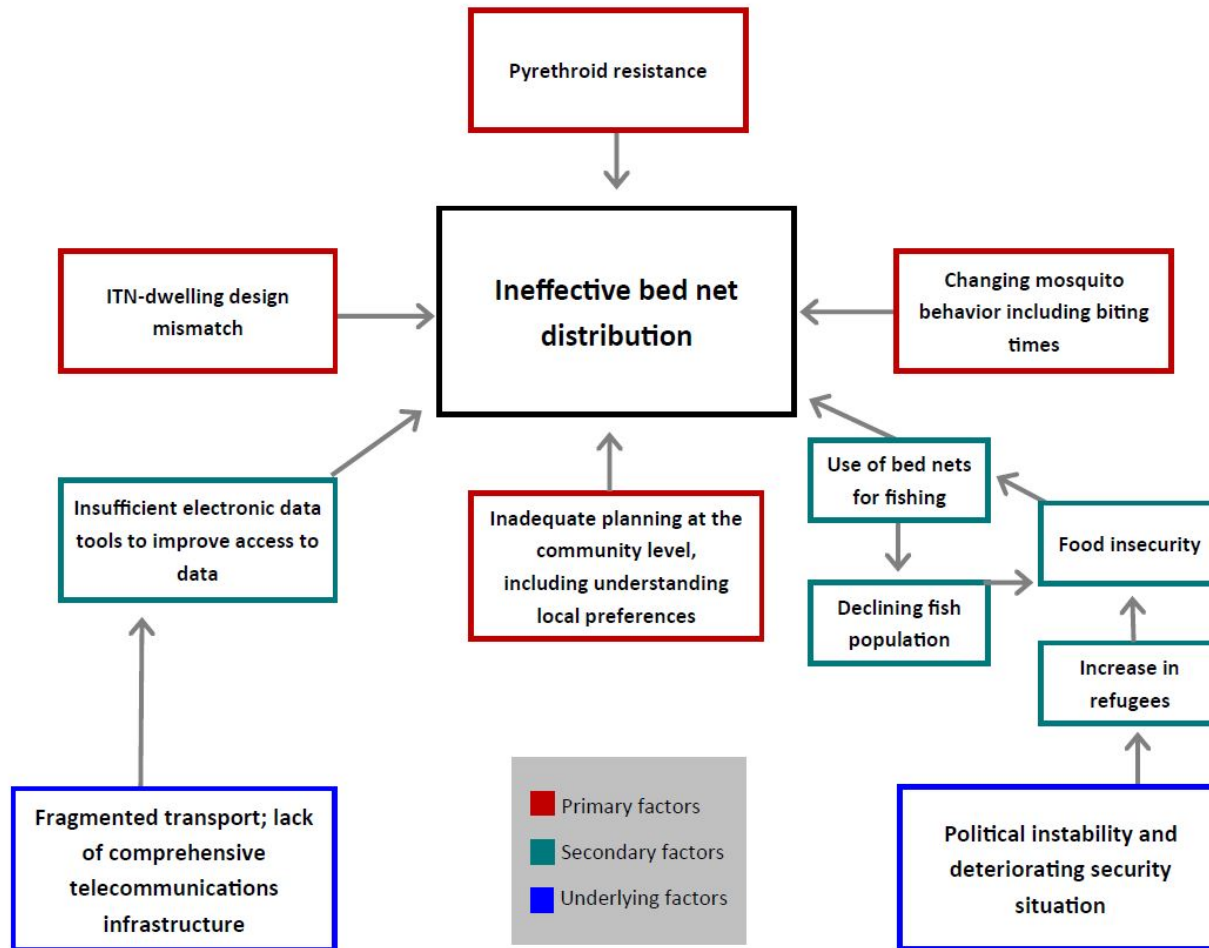 Pyrethroid resistance
ITN-dwelling design
mismatch
Ineffective bed net
distribution
Changing mosquito
behavior including biting
times
Insufficient electronic data
tools to improve access to
data
Inadequate planning at the
community level,
including understanding
local preferences
Use of bed nets
for fishing
Food insecurity
Declining fish
population
Increase in
refugees
Fragmented transport; lack
of comprehensive
telecommunications
infrastructure
Primary factors
Secondary factors
Underlying factors
Political instability and
deteriorating security
situation